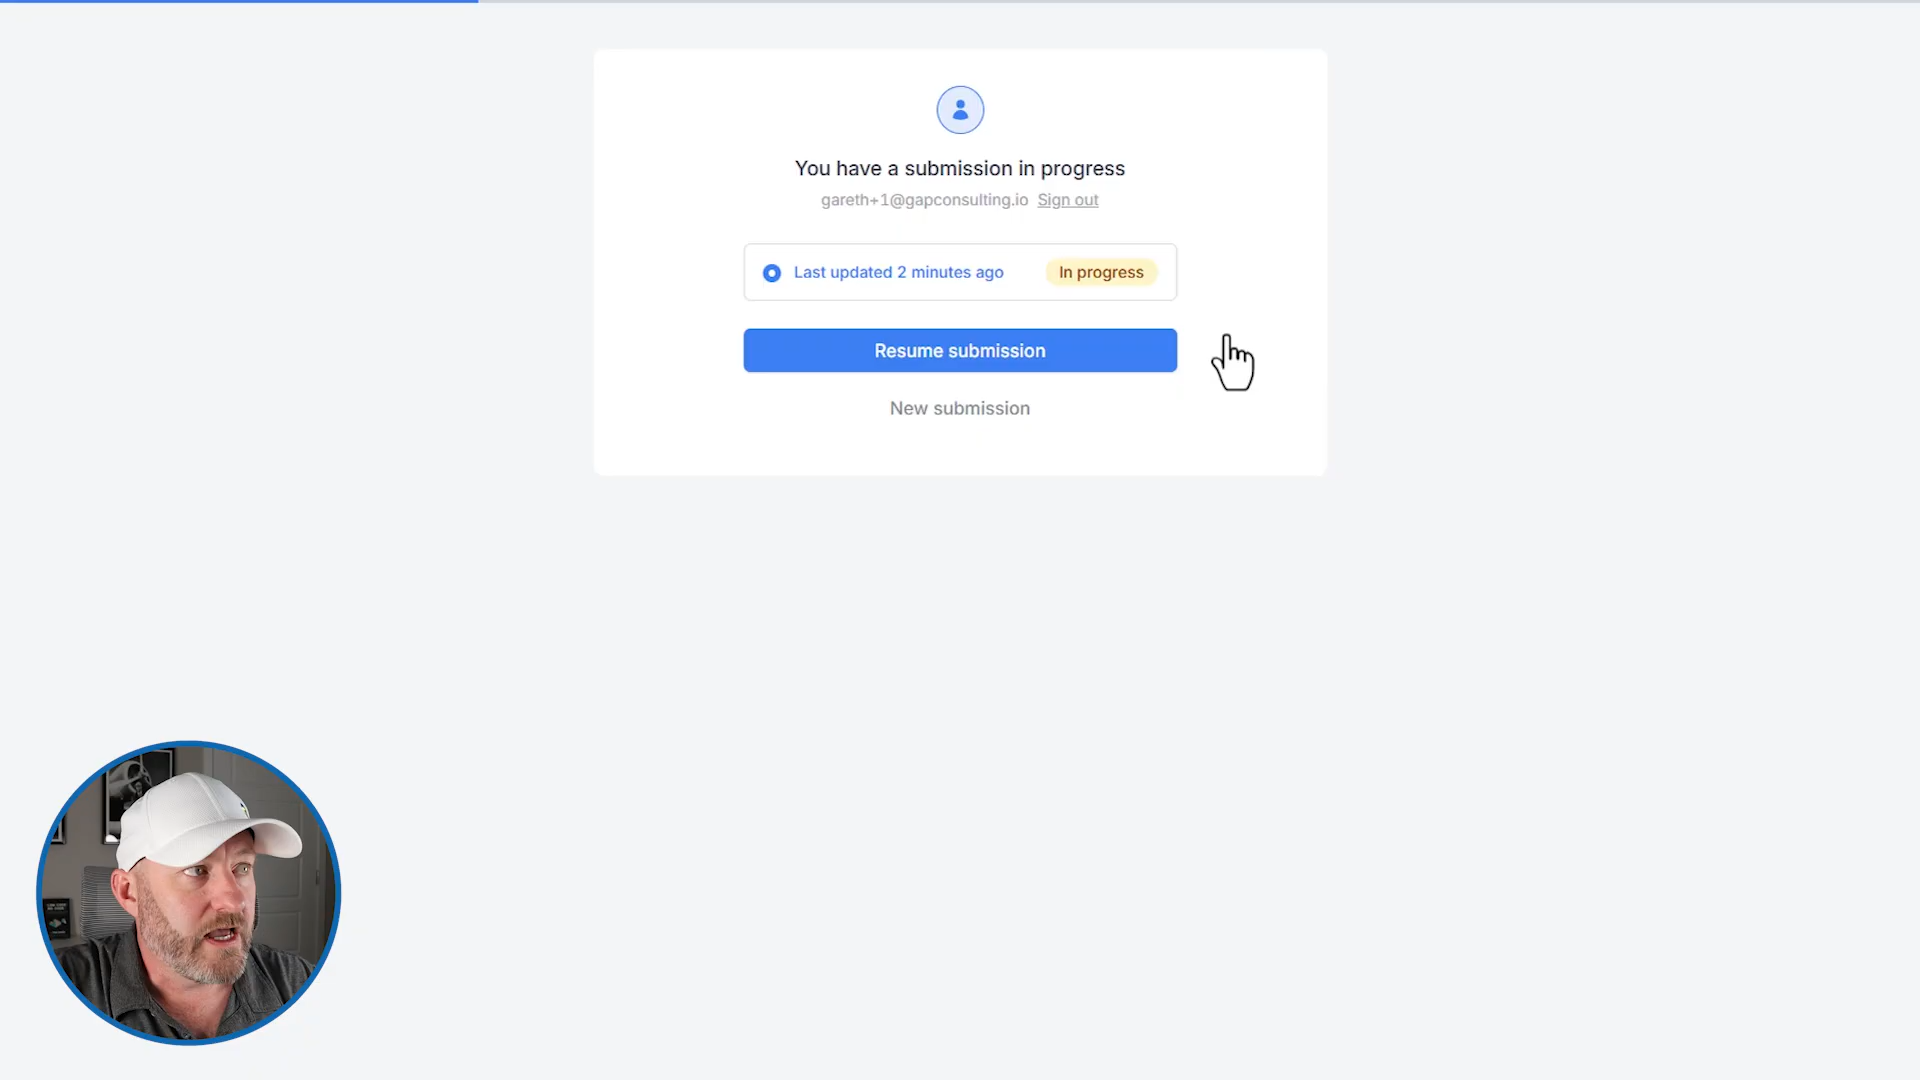 You have a submission in progress
gareth+1@gapconsulting.io Sign out
Last updated 2 minutes ago In progress
Resume submission
New submission